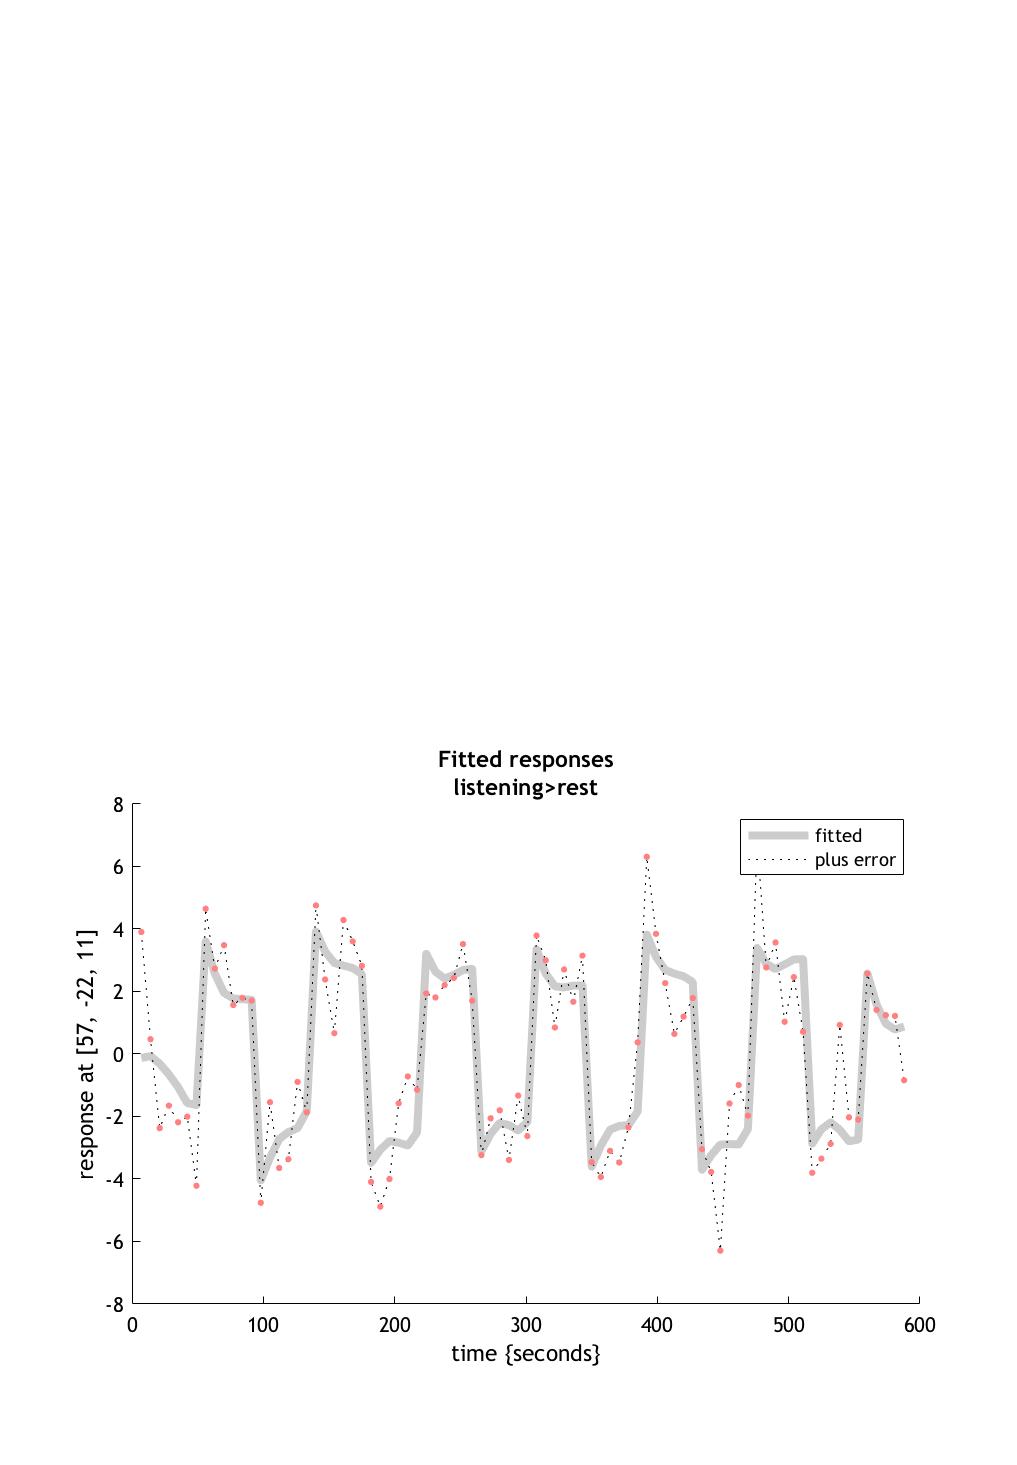 Fitted responses
listening>rest
8
6
4
2
0
-2
-4
-6
-8
response at [57, -22, 11]
fitted
plus error
0 100 200 300 400 500 600
time {seconds}